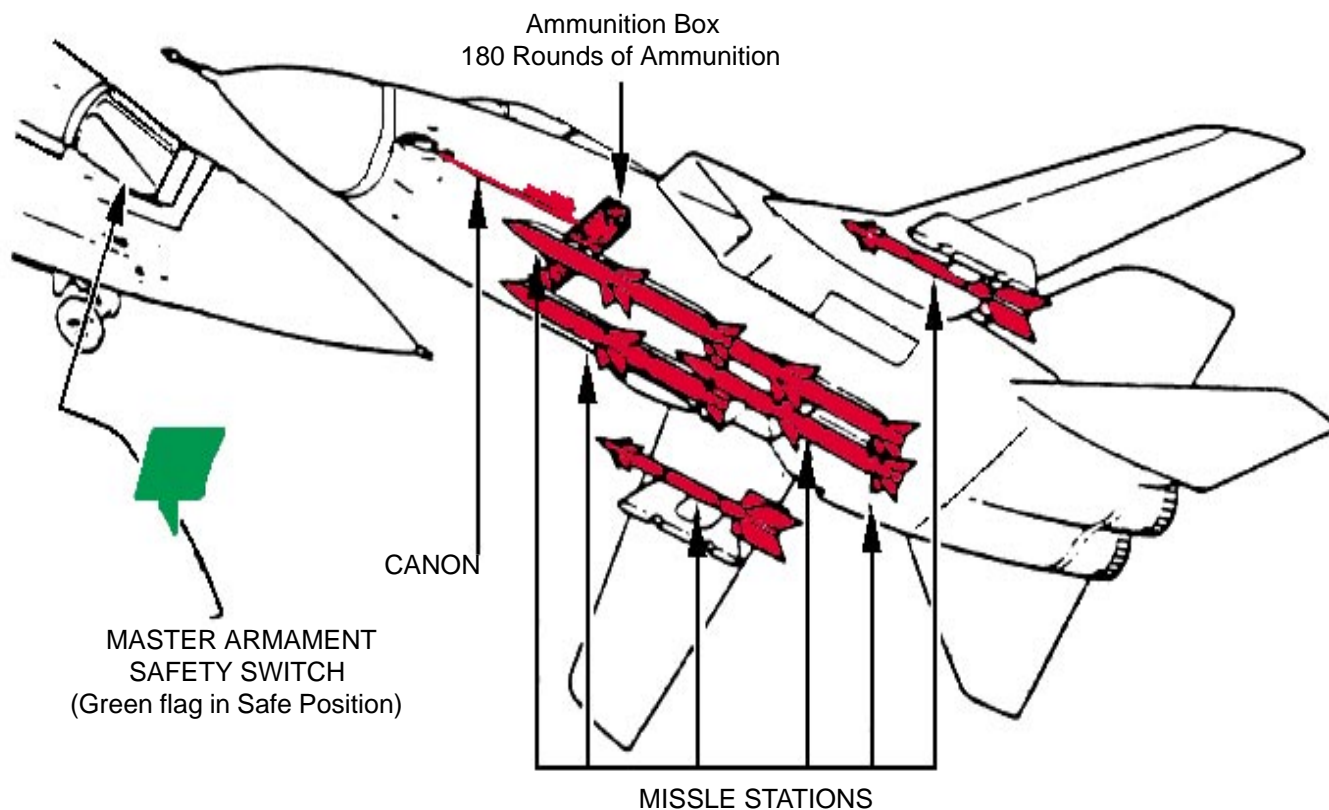 Ammunition Box
180 Rounds of Ammunition
CANON
MASTER ARMAMENT
SAFETY SWITCH
(Green flag in Safe Position)
MISSLE STATIONS